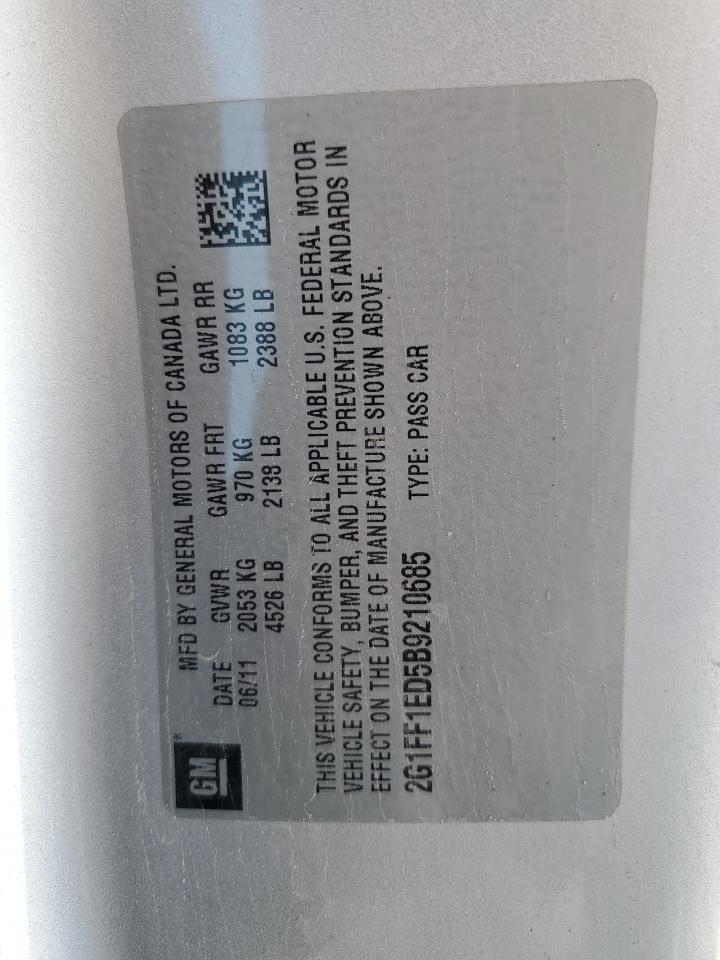 GM®
MFD BY GENERAL MOTORS OF CANADA LTD.
DATE GVWR GAWR FRT GAWR RR
06/11 2053 KG 970 KG 1083 KG
4526 LB 2138 LB 2388 LB
THIS VEHICLE CONFORMS TO ALL APPLICABLE U.S. FEDERAL MOTOR
VEHICLE SAFETY, BUMPER, AND THEFT PREVENTION STANDARDS IN
EFFECT ON THE DATE OF MANUFACTURE SHOWN ABOVE.
2G1FF1ED5B9210685 TYPE: PASS CAR